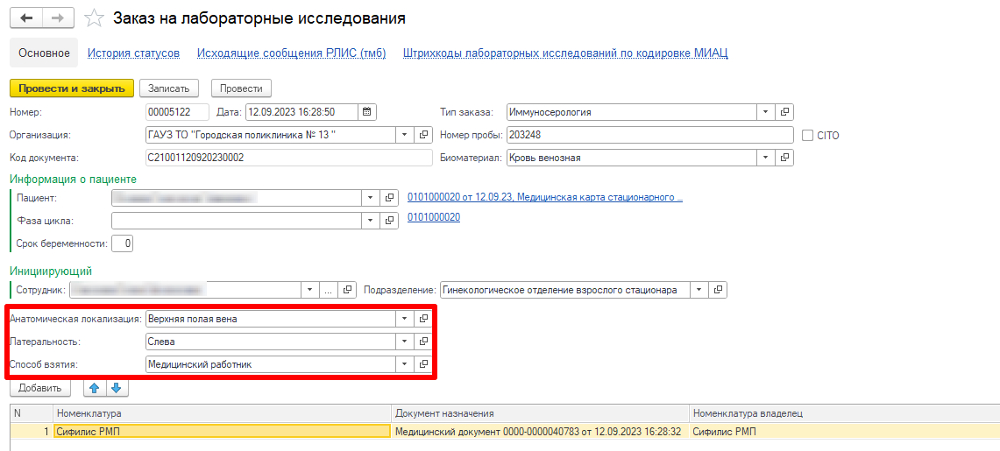 Заказ на лабораторные исследования
Основное История статусов Исходящие сообщения РЛИС (тмб) Штрихкоды лабораторных исследований по кодировке МИАЦ
Провести и закрыть Записать Провести
Номер: 00005122 Дата: 12.09.2023 16:28:50 Тип заказа: Иммуносерология
Организация: ГАУЗ ТО "Городская поликлиника № 13 " Номер пробы: 203248 CITO
Код документа: C21001120920230002 Биоматериал: Кровь венозная
Информация о пациенте
Пациент: 0101000020 от 12.09.23, Медицинская карта стационарного ..
Фаза цикла: 0101000020
Срок беременности: 0
Инициирующий
Сотрудник: ... Подразделение: Гинекологическое отделение взрослого стационара
Анатомическая локализация: Верхняя полая вена
Латеральность: Слева
Способ взятия: Медицинский работник
Добавить
N Номенклатура Документ назначения Номенклатура владелец
1 Сифилис РМП Медицинский документ 0000-0000040783 от 12.09.2023 16:28:32 Сифилис РМП